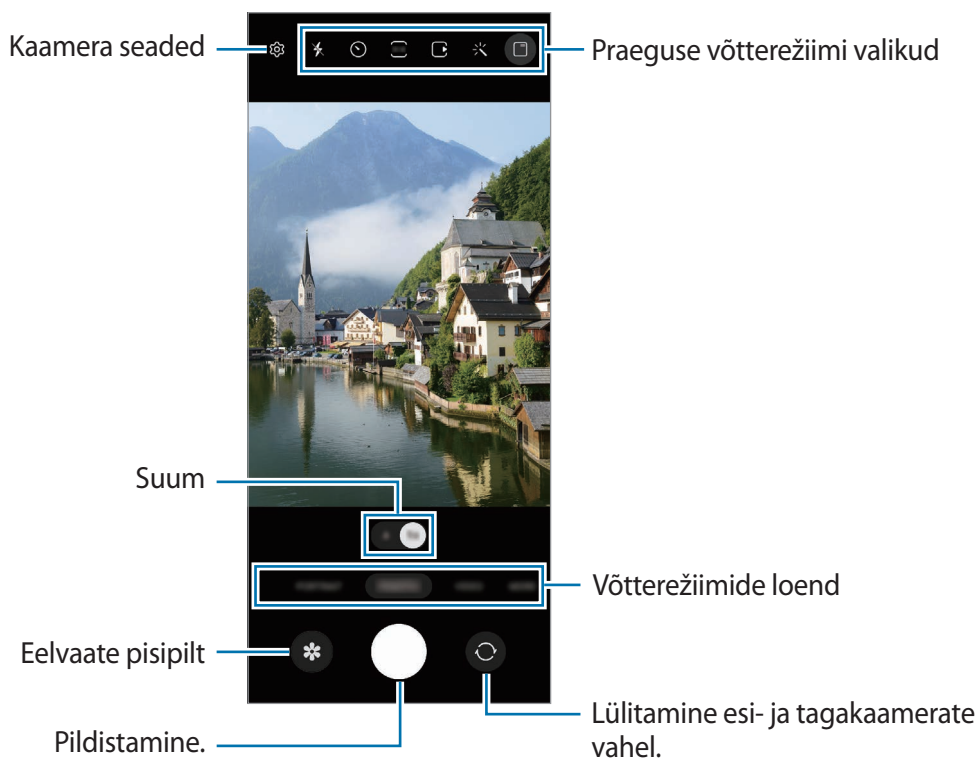 Kaamera seaded
Praeguse võtterežiimi valikud
Suum
Võtterežiimide loend
Eelvaate pisipilt
Pildistamine.
Lülitamine esi- ja tagakaamerate
vahel.